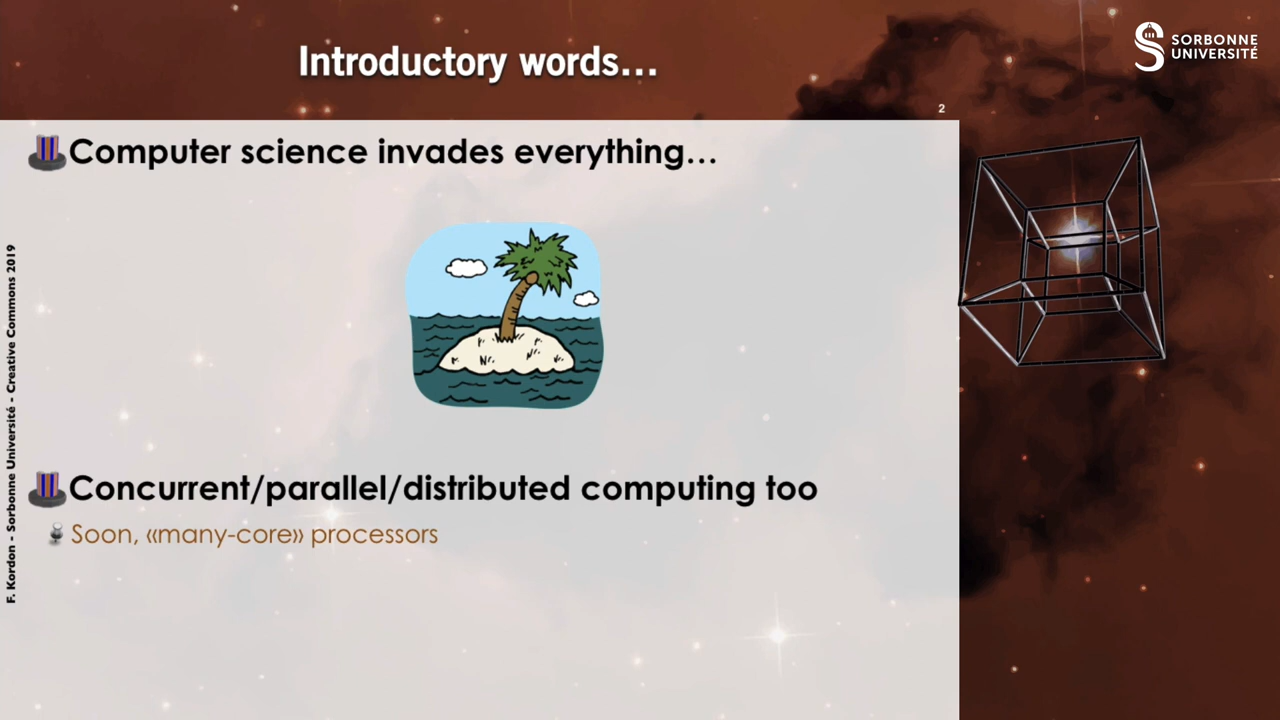 Introductory words...
SORBONNE
UNIVERSITÉ
2
Computer science invades everything...
Concurrent/parallel/distributed computing too
Soon, «many-core» processors
F. Kordon - Sorbonne Université - Creative Commons 2019